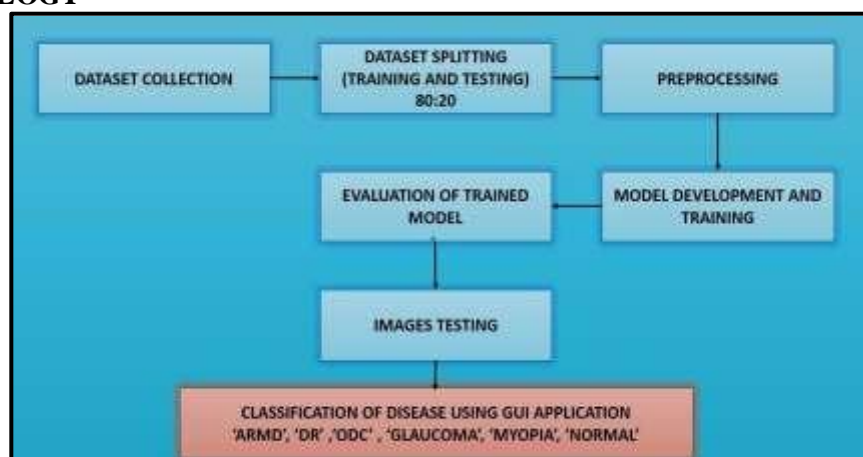 DATASET COLLECTION
DATASET SPLITTING
(TRAINING AND TESTING)
80:20
PREPROCESSING
EVALUATION OF TRAINED
MODEL
MODEL DEVELOPMENT AND
TRAINING
IMAGES TESTING
CLASSIFICATION OF DISEASE USING GUI APPLICATION
'ARMD', 'DR' ,'ODC' , 'GLAUCOMA', 'MYOPIA', 'NORMAL'